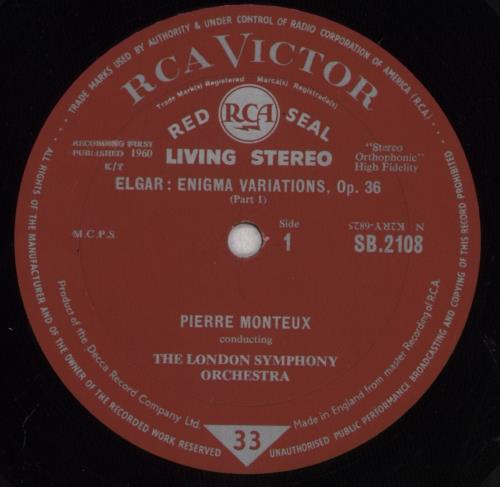 TRADE MARKS USED BY AUTHORITY & UNDER CONTROL OF RADIO CORPORATION OF AMERICA (R.C.A.)
RCA VICTOR
Trade Mark(s) Registered Marca(s) Registrada(s)
RED RCA SEAL
LIVING STEREO
RECORDING FIRST
PUBLISHED 1960
K/T
"Stereo
Orthophonic"
High Fidelity
ELGAR: ENIGMA VARIATIONS, Op. 36
(Part 1)
M.C.P.S.
Side
1
N K2RY-6825
SB.2108
PIERRE MONTEUX
conducting
THE LONDON SYMPHONY
ORCHESTRA
Product of the Decca Record Company Ltd.
Made in England from master Recording of R.C.A.
33
ALL RIGHTS OF THE MANUFACTURER AND OF THE OWNER OF THE RECORDED WORK RESERVED
UNAUTHORISED PUBLIC PERFORMANCE BROADCASTING AND COPYING OF THIS RECORD PROHIBITED